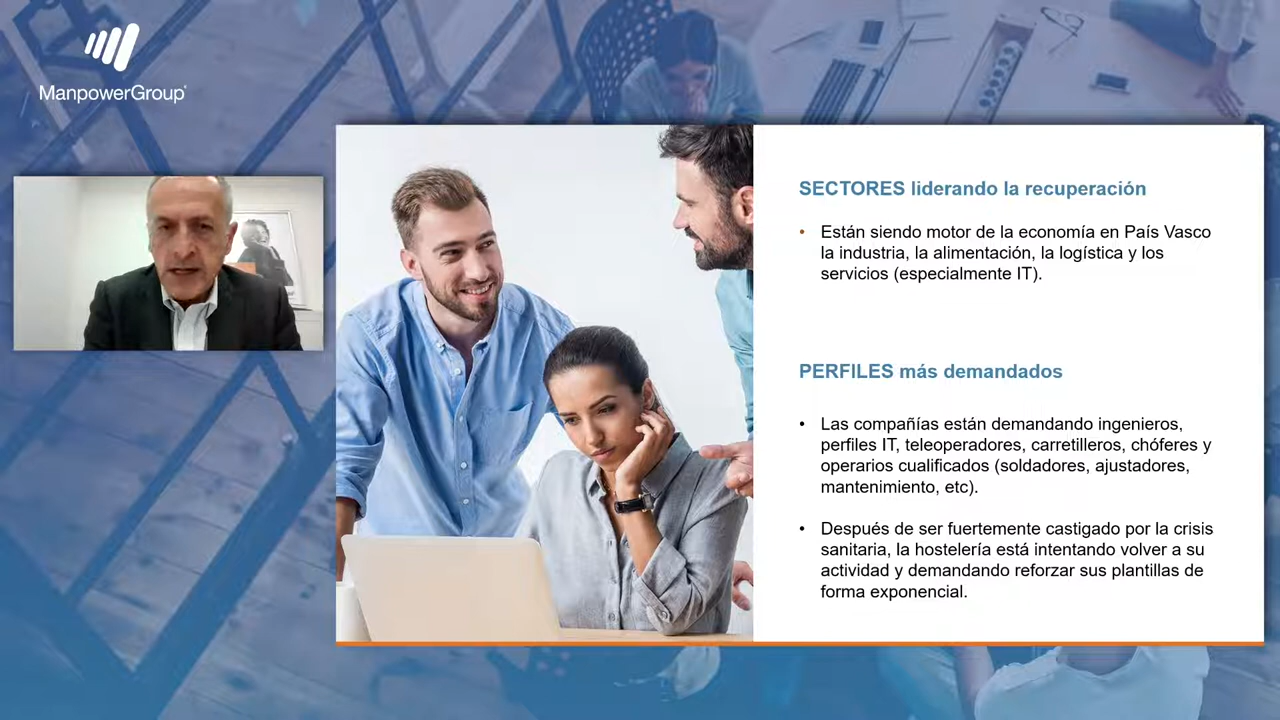 ManpowerGroup
SECTORES liderando la recuperación
• Están siendo motor de la economía en País Vasco
la industria, la alimentación, la logística y los
servicios (especialmente IT).
PERFILES más demandados
• Las compañías están demandando ingenieros,
perfiles IT, teleoperadores, carretilleros, chóferes y
operarios cualificados (soldadores, ajustadores,
mantenimiento, etc).
• Después de ser fuertemente castigado por la crisis
sanitaria, la hostelería está intentando volver a su
actividad y demandando reforzar sus plantillas de
forma exponencial.